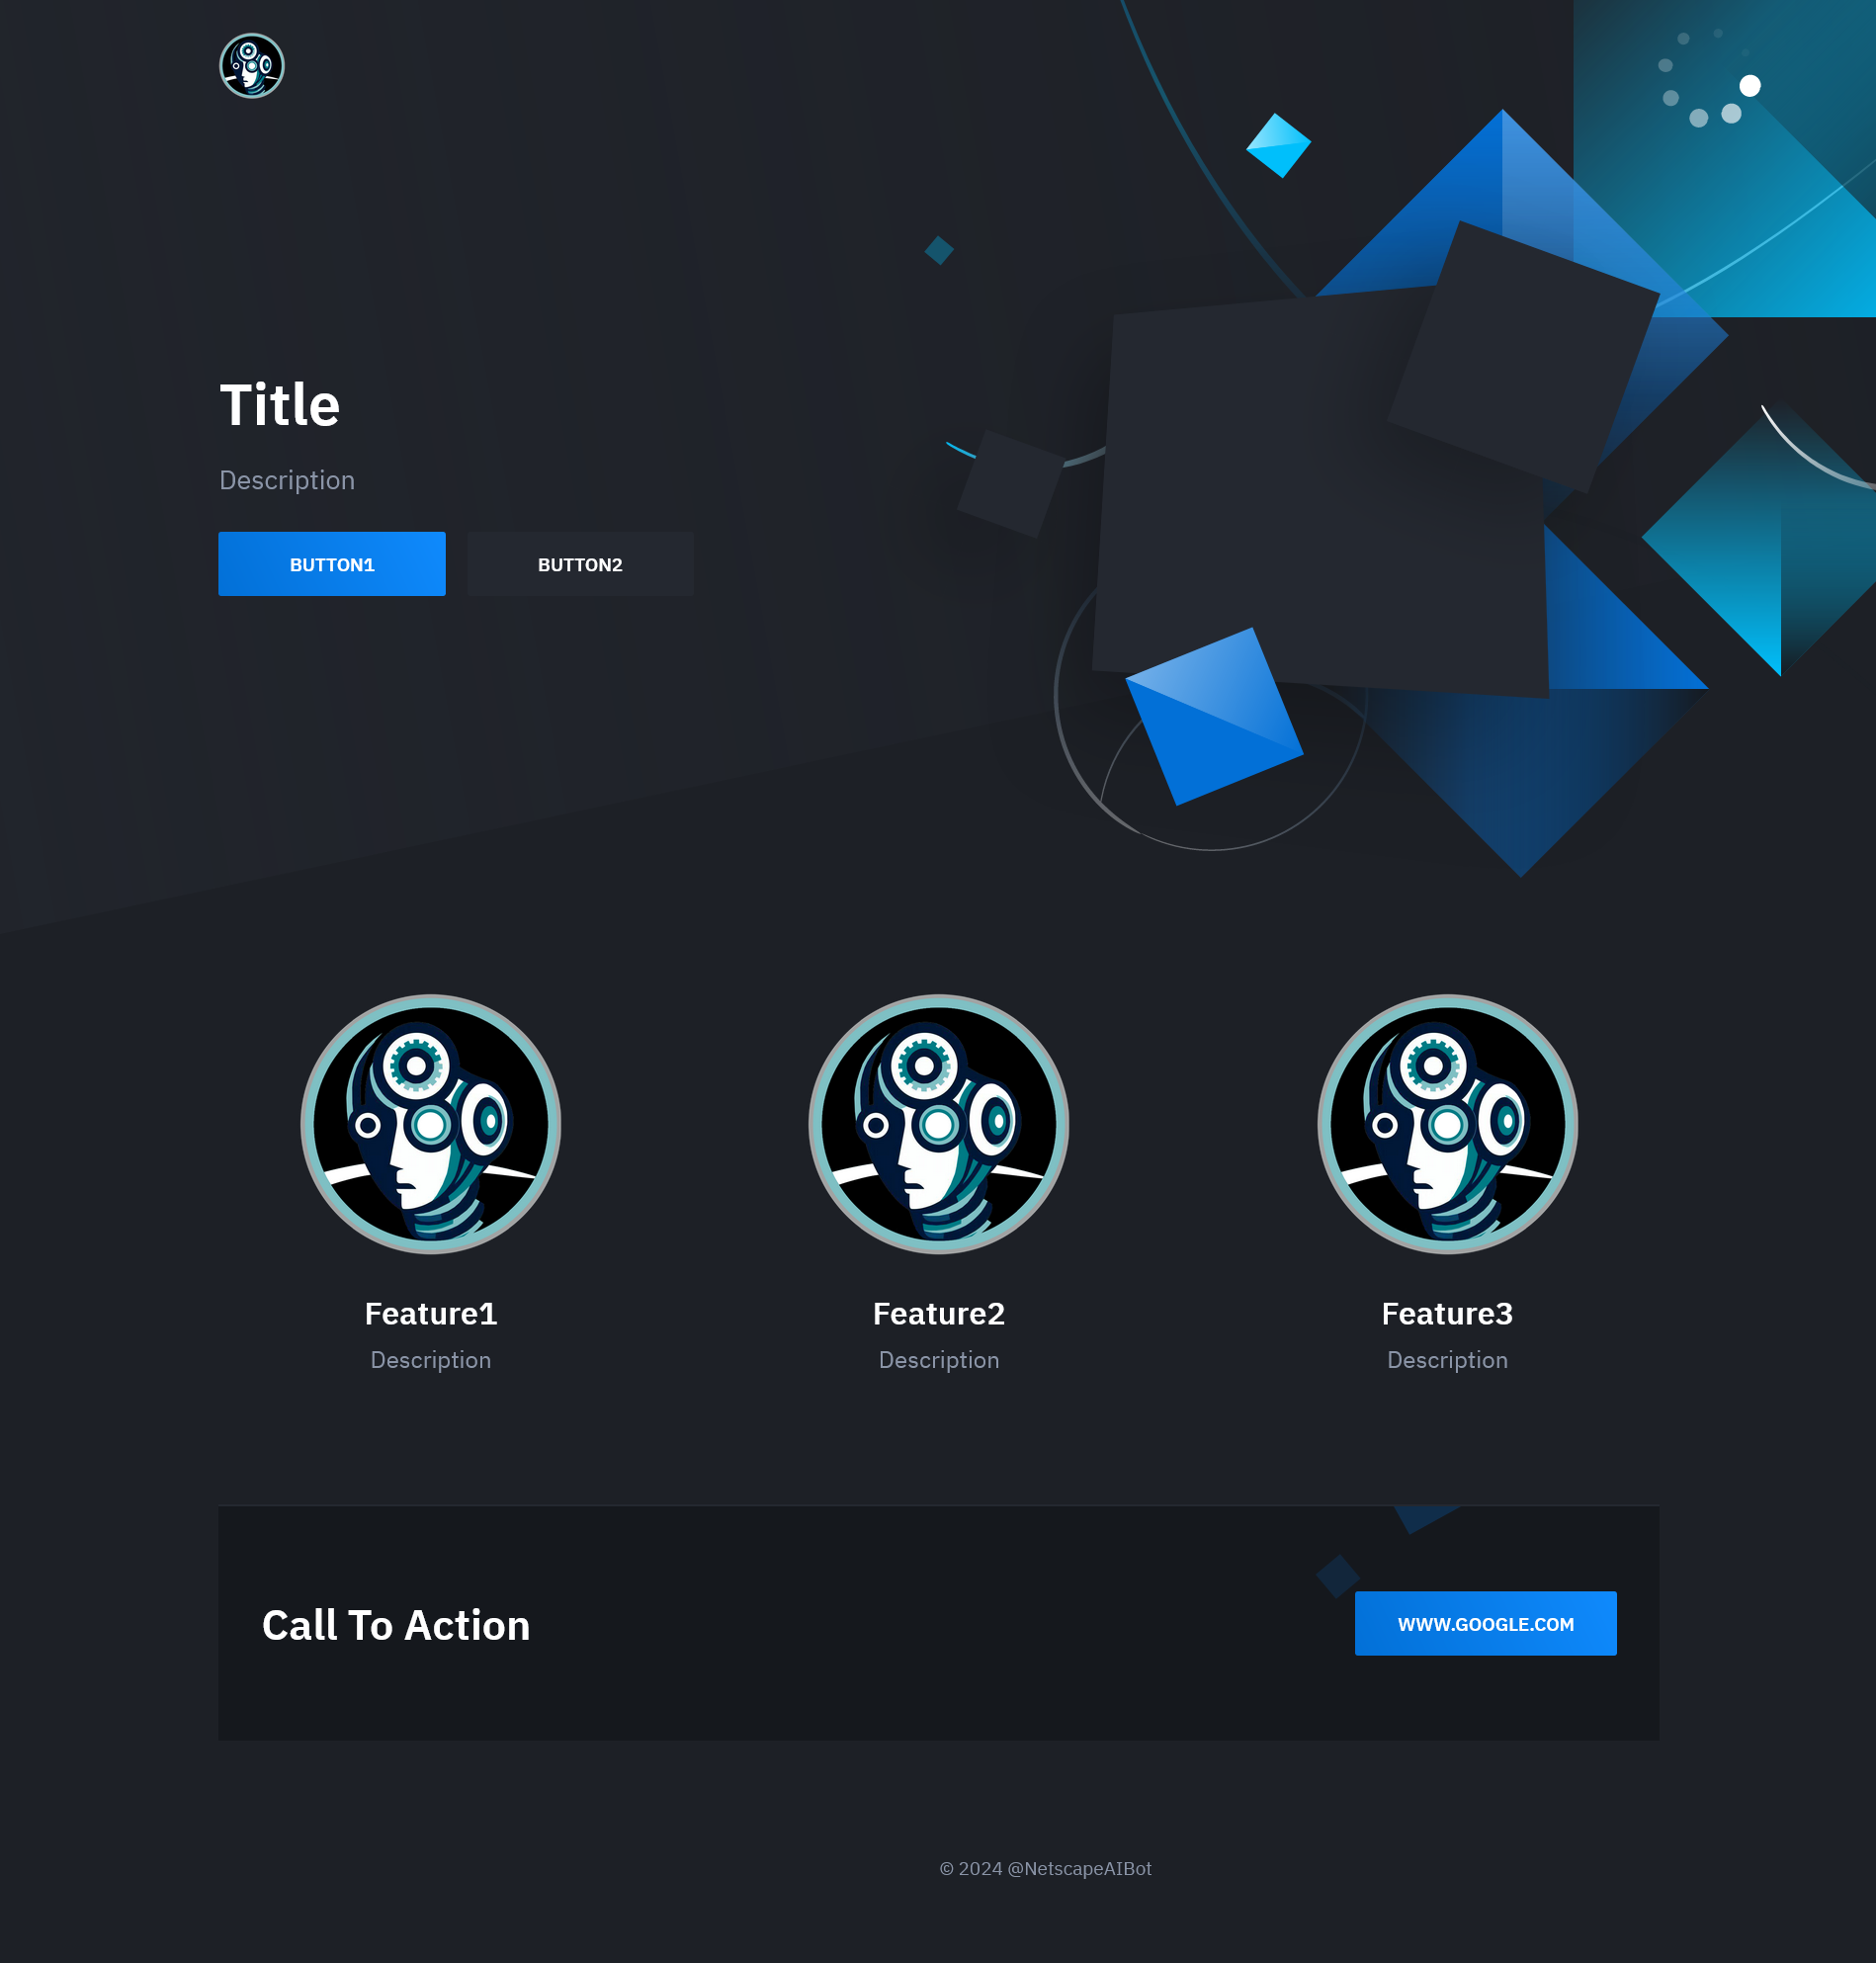 Title
Description
BUTTON1
BUTTON2
Feature1
Feature2
Feature3
Description
Description
Description
Call To Action
WWW.GOOGLE.COM
© 2024 @NetscapeAIBot